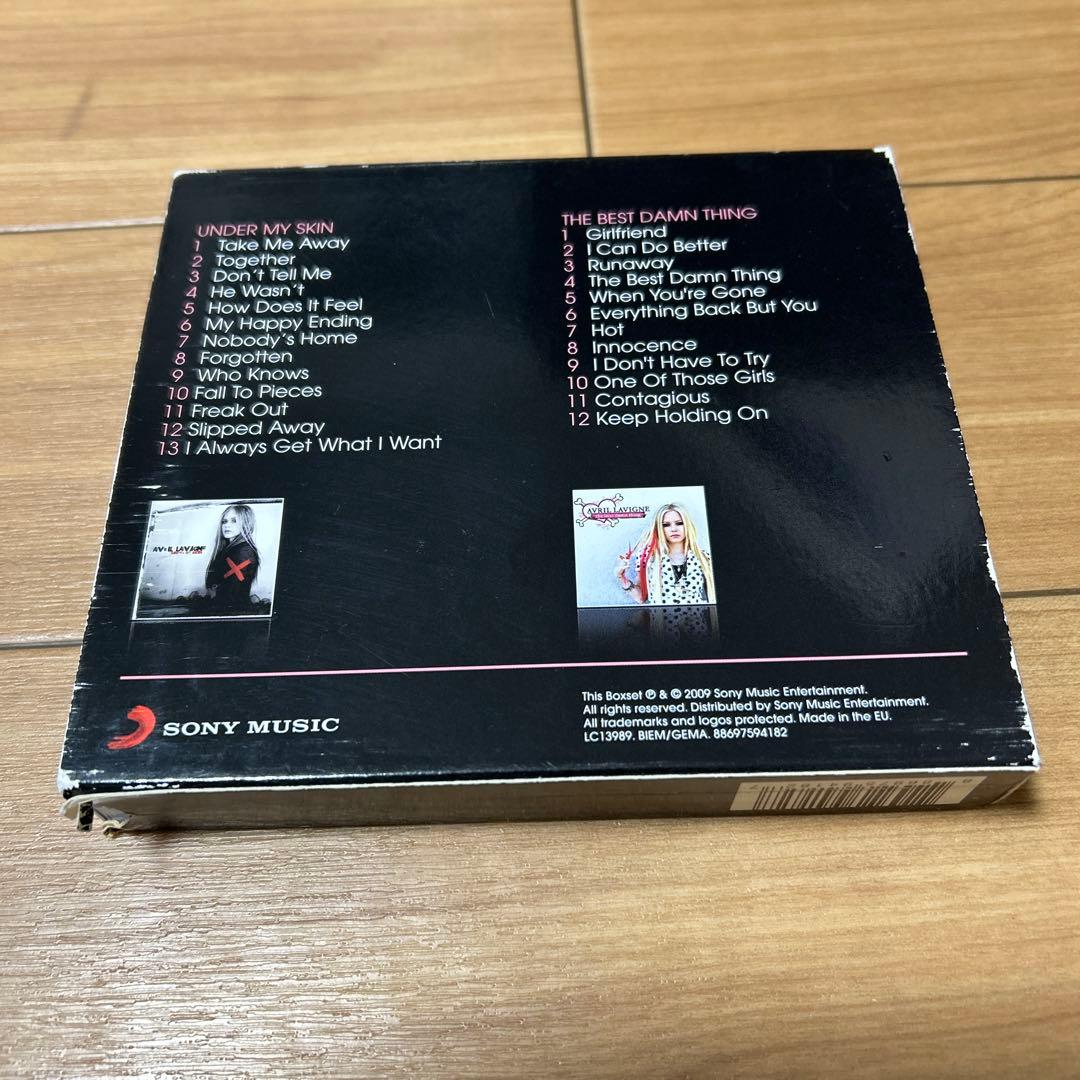 UNDER MY SKIN
1 Take Me Away
2 Together
3 Don't Tell Me
4 He Wasn't
5 How Does It Feel
6 My Happy Ending
7 Nobody's Home
8 Forgotten
9 Who Knows
10 Fall To Pieces
11 Freak Out
12 Slipped Away
13 I Always Get What I Want
THE BEST DAMN THING
1 Girlfriend
2 I Can Do Better
3 Runaway
4 The Best Damn Thing
5 When You're Gone
6 Everything Back But You
7 Hot
8 Innocence
9 I Don't Have To Try
10 One Of Those Girls
11 Contagious
12 Keep Holding On
AVRIL LAVIGNE
AVRIL LAVIGNE
The Best Damn Thing
SONY MUSIC
This Boxset ℗ & © 2009 Sony Music Entertainment.
All rights reserved. Distributed by Sony Music Entertainment.
All trademarks and logos protected. Made in the EU.
LC13989. BIEM/GEMA. 88697594182